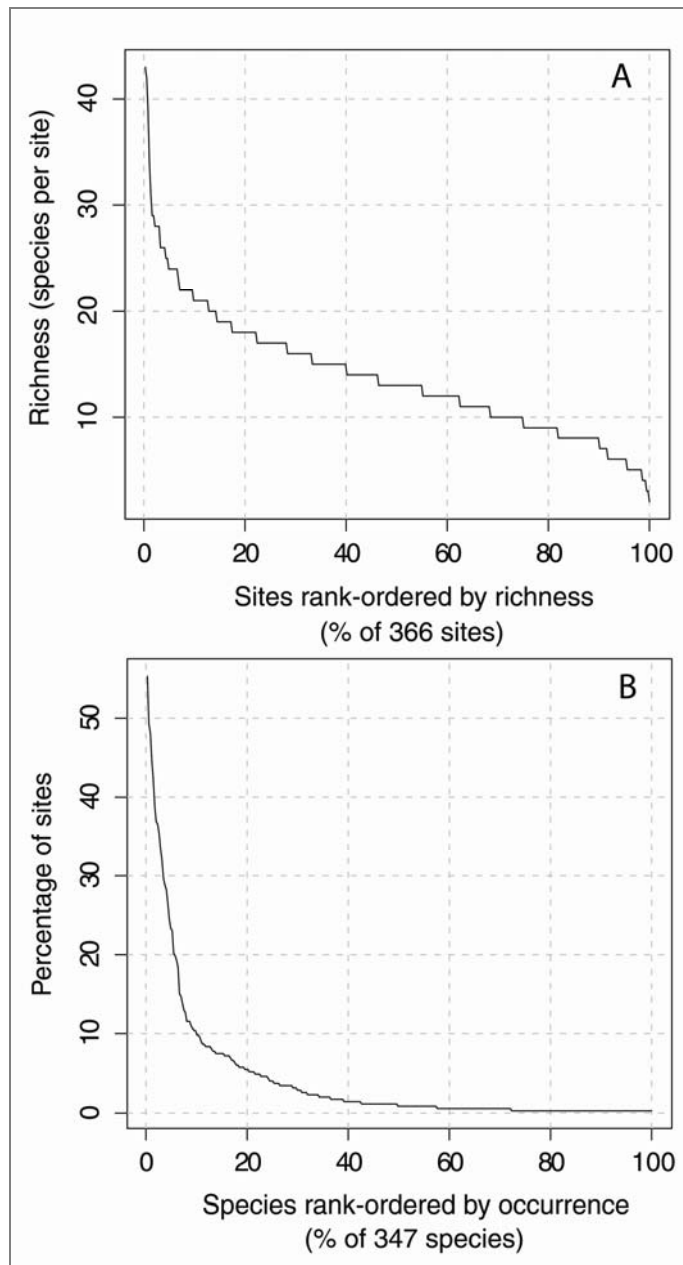 A
Richness (species per site)
40
30
20
10
0 20 40 60 80 100
Sites rank-ordered by richness
(% of 366 sites)
B
Percentage of sites
50
40
30
20
10
0
0 20 40 60 80 100
Species rank-ordered by occurrence
(% of 347 species)